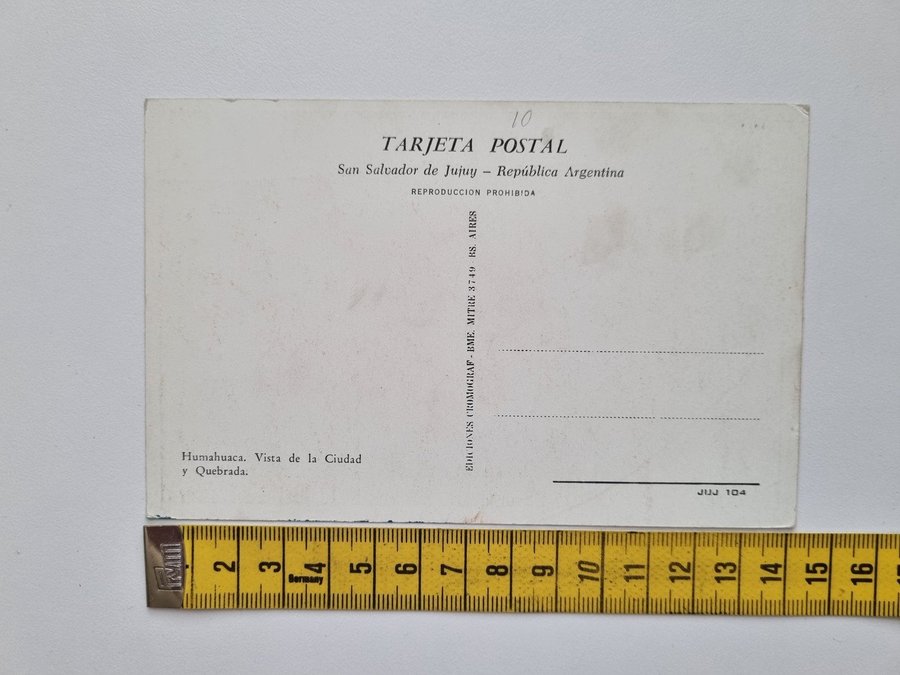 10
TARJETA POSTAL
San Salvador de Jujuy – República Argentina
REPRODUCCION PROHIBIDA
EDICIONES CROMOGRAF - BME. MITRE 3749 BS. AIRES
Humahuaca. Vista de la Ciudad
y Quebrada.
JUJ 104
2 3 4 5 6 7 8 9 10 11 12 13 14 15 16
Germany